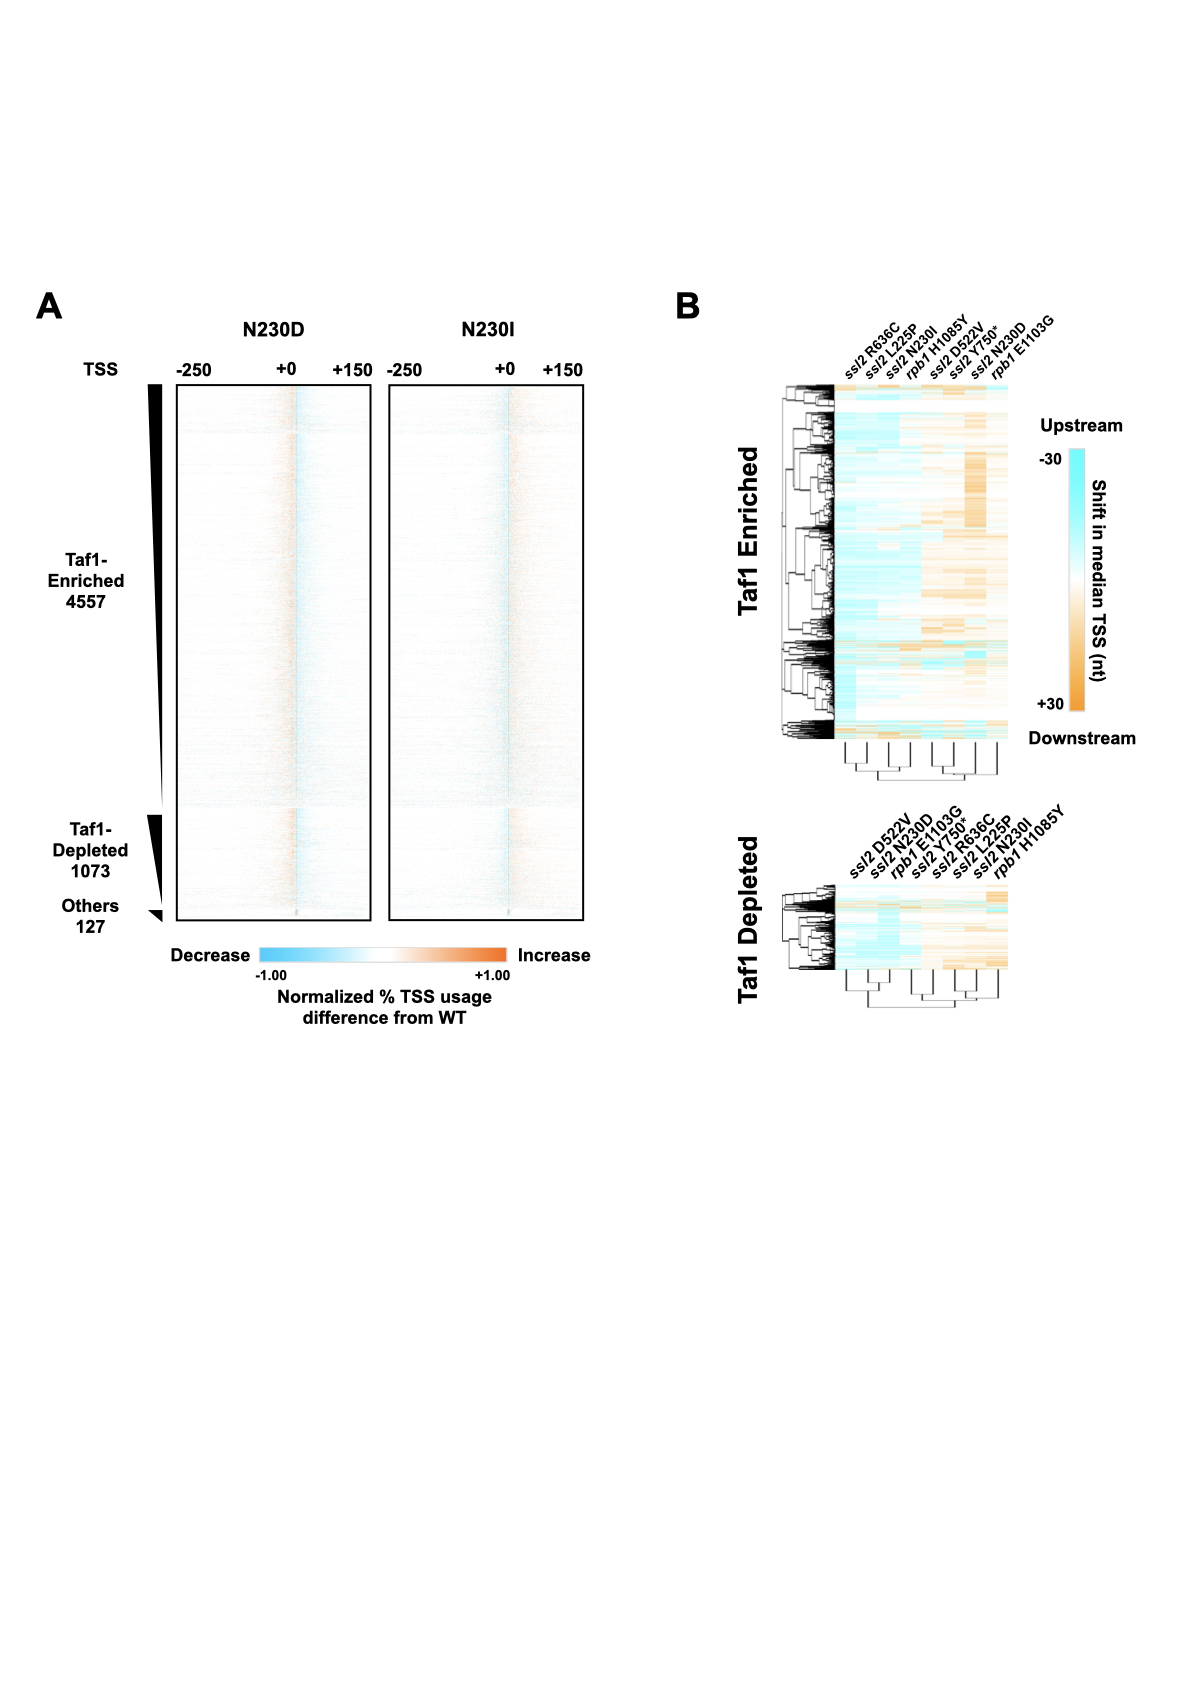 A
N230D
N230I
TSS
-250
+0
+150
-250
+0
+150
Taf1-
Enriched
4557
Taf1-
Depleted
1073
Others
127
Decrease
Increase
-1.00
+1.00
Normalized % TSS usage
difference from WT
B
ssl2 R636C
ssl2 L225P
ssl2 N230I
rpb1 H1085Y
ssl2 D522V
ssl2 Y750*
ssl2 N230D
rpb1 E1103G
Taf1 Enriched
Upstream
-30
Shift in median TSS (nt)
+30
Downstream
ssl2 D522V
ssl2 N230D
rpb1 E1103G
ssl2 Y750*
ssl2 R636C
ssl2 L225P
ssl2 N230I
rpb1 H1085Y
Taf1 Depleted